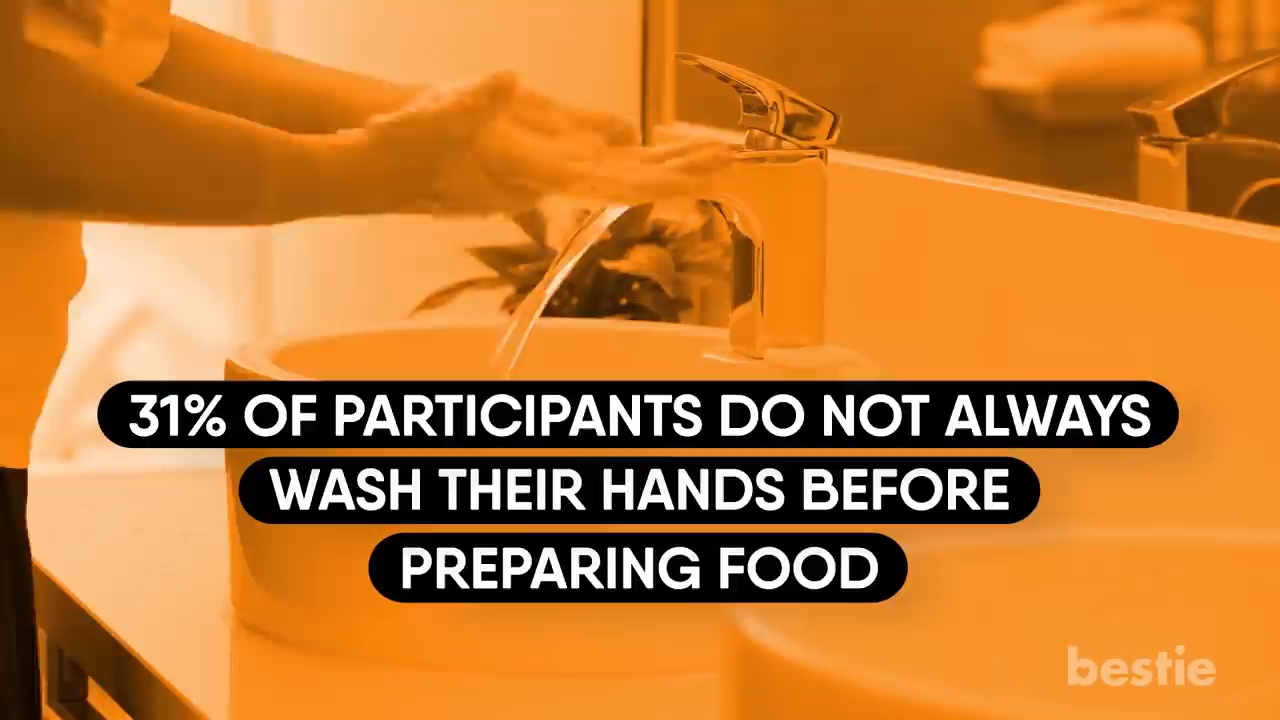 31% OF PARTICIPANTS DO NOT ALWAYS
WASH THEIR HANDS BEFORE
PREPARING FOOD
bestie